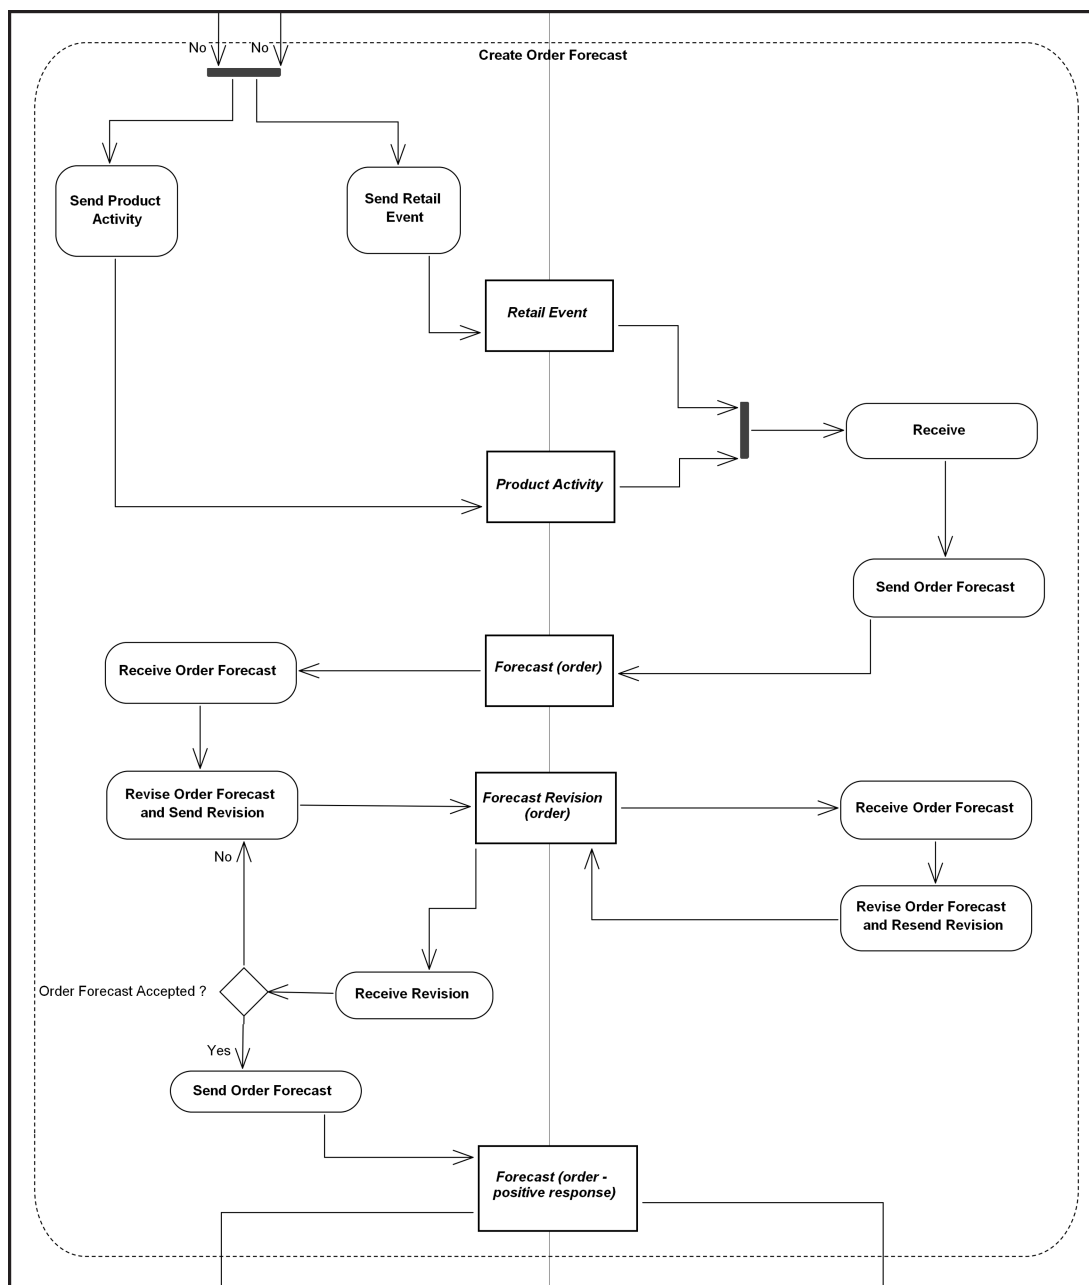 No
No
Create Order Forecast
Send Product
Activity
Send Retail
Event
Retail Event
Receive
Product Activity
Send Order Forecast
Receive Order Forecast
Forecast (order)
Revise Order Forecast
and Send Revision
Forecast Revision
(order)
Receive Order Forecast
No
Revise Order Forecast
and Resend Revision
Order Forecast Accepted ?
Receive Revision
Yes
Send Order Forecast
Forecast (order -
positive response)